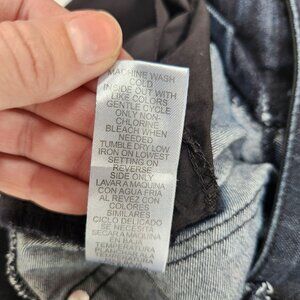 MACHINE WASH
COLD
INSIDE OUT WITH
LIKE COLORS
GENTLE CYCLE
ONLY NON-
CHLORINE
BLEACH WHEN
NEEDED
TUMBLE DRY LOW
IRON ON LOWEST
SETTING ON
REVERSE
SIDE ONLY
LAVAR A MAQUINA
CON AGUA FRIA
AL REVEZ CON
COLORES
SIMILARES
CICLO DELICADO
SE NECESITA
SECAR A MAQUINA
EN BAJA
TEMPERATURA
TEMPERATURA